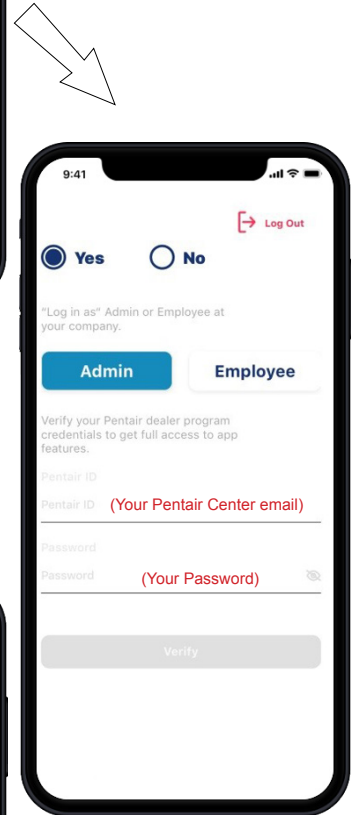 9:41
Log Out
Yes No
"Log in as" Admin or Employee at
your company.
Admin Employee
Verify your Pentair dealer program
credentials to get full access to app
features.
Pentair ID
Pentair ID (Your Pentair Center email)
Password
Password (Your Password)
Verify